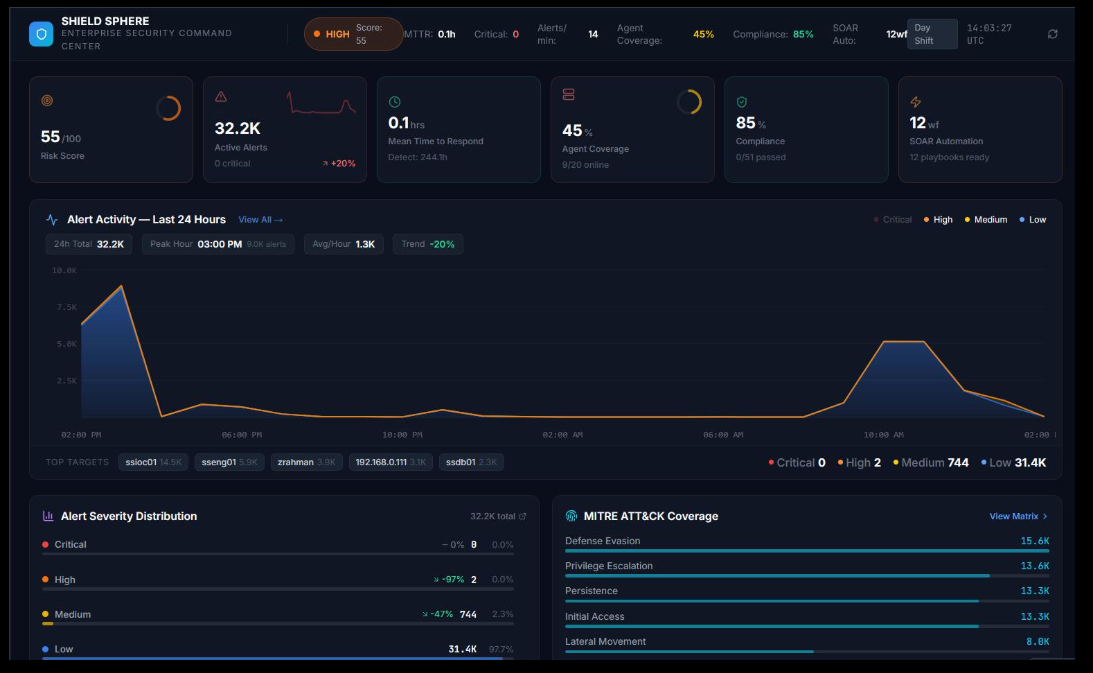 SHIELD SPHERE
ENTERPRISE SECURITY COMMAND
CENTER
HIGH Score: 55
MTTR: 0.1h
Critical: 0
Alerts/min: 14
Agent Coverage: 45%
Compliance: 85%
SOAR Auto: 12wf
Day Shift
14:03:27 UTC
55/100
Risk Score
32.2K
Active Alerts
0 critical
+20%
0.1hrs
Mean Time to Respond
Detect: 244.1h
45%
Agent Coverage
9/20 online
85%
Compliance
0/51 passed
12wf
SOAR Automation
12 playbooks ready
Alert Activity — Last 24 Hours View All →
Critical High Medium Low
24h Total 32.2K Peak Hour 03:00 PM 9.0K alerts Avg/Hour 1.3K Trend -20%
10.0K
7.5K
5.0K
2.5K
02:00 PM 06:00 PM 10:00 PM 02:00 AM 06:00 AM 10:00 AM 02:00
TOP TARGETS ssioc01 14.5K sseng01 5.9K zrahman 3.9K 192.168.0.111 3.1K ssdb01 2.3K
Critical 0 High 2 Medium 744 Low 31.4K
Alert Severity Distribution 32.2K total
Critical – 0% 0 0.0%
High -97% 2 0.0%
Medium -47% 744 2.3%
Low 31.4K 97.7%
MITRE ATT&CK Coverage View Matrix >
Defense Evasion 15.6K
Privilege Escalation 13.6K
Persistence 13.3K
Initial Access 13.3K
Lateral Movement 8.0K